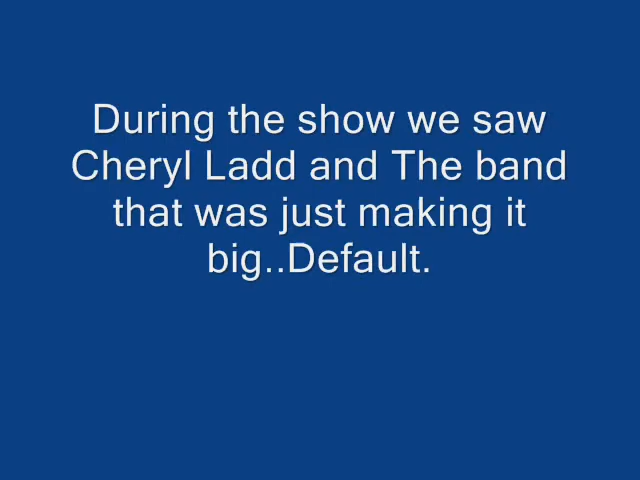 During the show we saw
Cheryl Ladd and The band
that was just making it
big..Default.